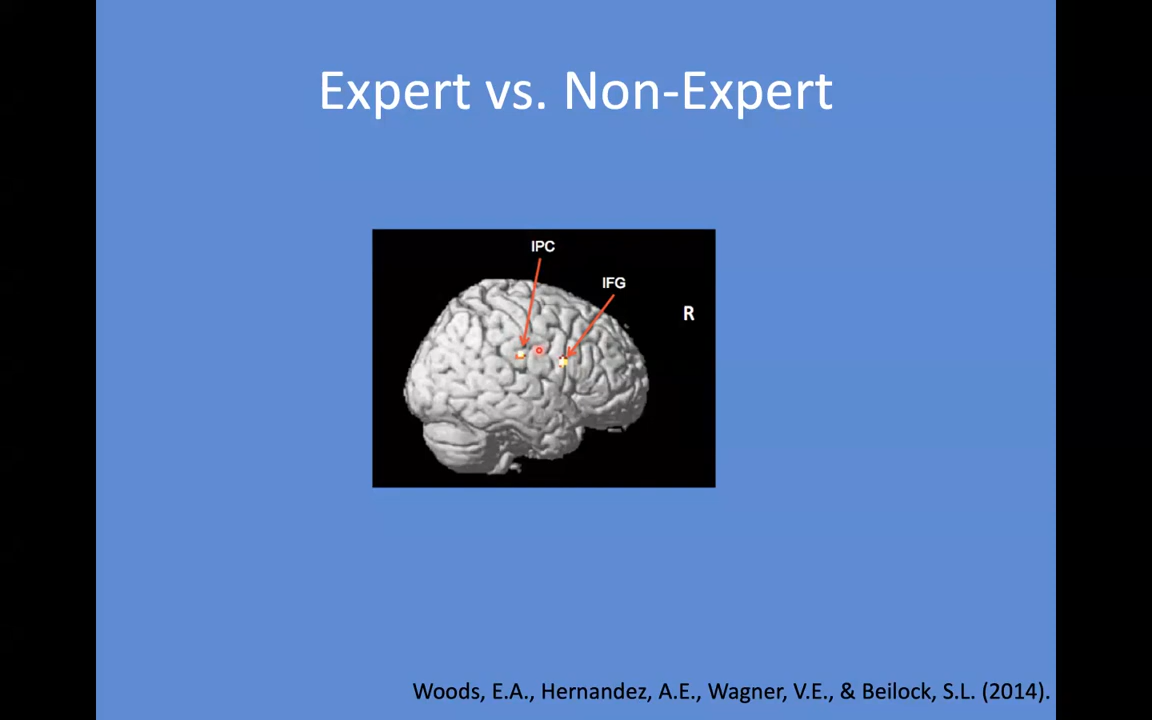 Expert vs. Non-Expert
IPC
IFG
R
Woods, E.A., Hernandez, A.E., Wagner, V.E., & Beilock, S.L. (2014).